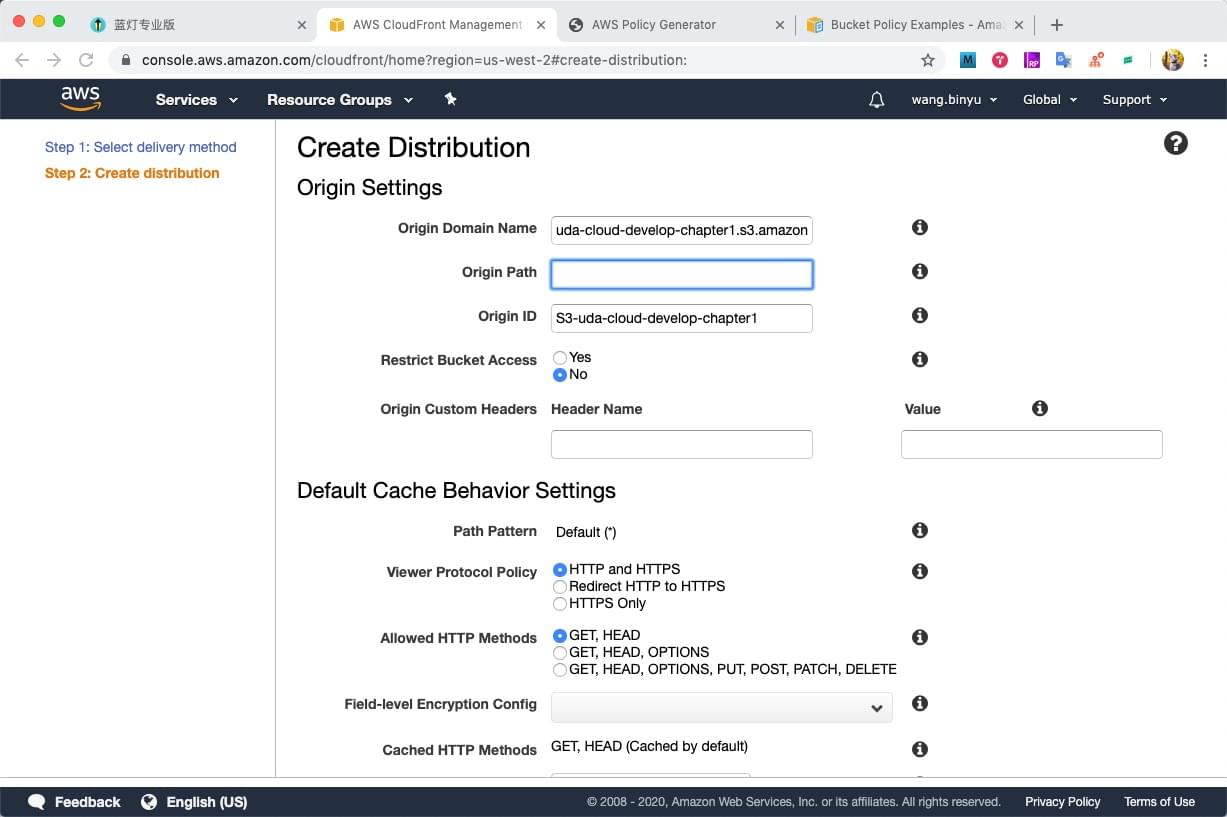 蓝灯专业版
AWS CloudFront Management
AWS Policy Generator
Bucket Policy Examples - Ama
console.aws.amazon.com/cloudfront/home?region=us-west-2#create-distribution:
aws
Services
Resource Groups
wang.binyu
Global
Support
Step 1: Select delivery method
Step 2: Create distribution
Create Distribution
Origin Settings
Origin Domain Name
uda-cloud-develop-chapter1.s3.amazon
Origin Path
Origin ID
S3-uda-cloud-develop-chapter1
Restrict Bucket Access
Yes
No
Origin Custom Headers
Header Name
Value
Default Cache Behavior Settings
Path Pattern
Default (*)
Viewer Protocol Policy
HTTP and HTTPS
Redirect HTTP to HTTPS
HTTPS Only
Allowed HTTP Methods
GET, HEAD
GET, HEAD, OPTIONS
GET, HEAD, OPTIONS, PUT, POST, PATCH, DELETE
Field-level Encryption Config
Cached HTTP Methods
GET, HEAD (Cached by default)
Feedback
English (US)
© 2008 - 2020, Amazon Web Services, Inc. or its affiliates. All rights reserved.
Privacy Policy
Terms of Use